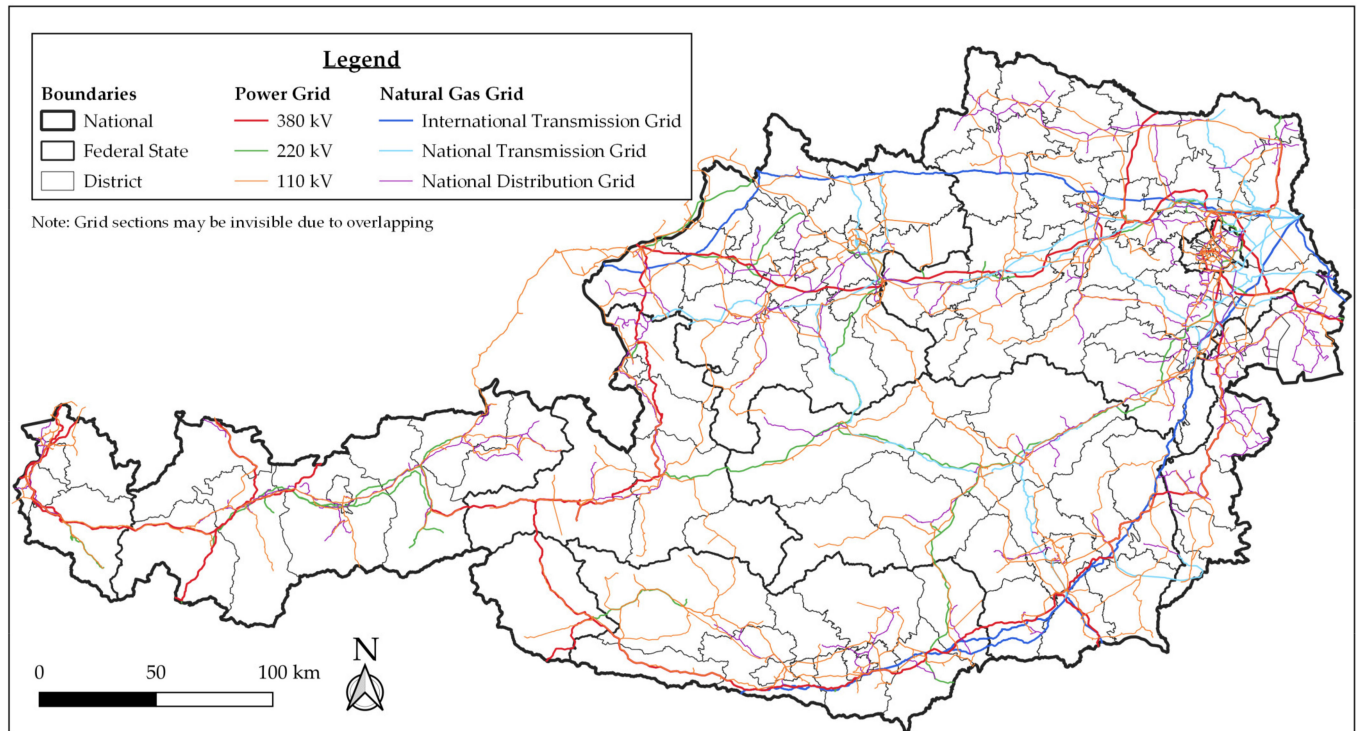 Legend
Boundaries Power Grid Natural Gas Grid
National 380 kV International Transmission Grid
Federal State 220 kV National Transmission Grid
District 110 kV National Distribution Grid
Note: Grid sections may be invisible due to overlapping
N
0 50 100 km